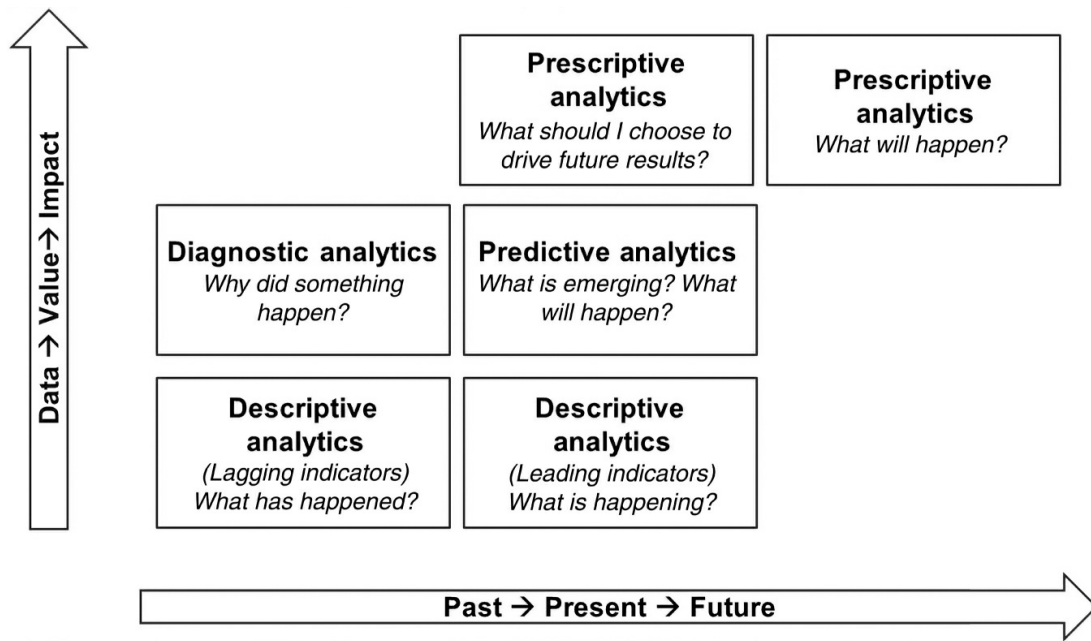 Data → Value→ Impact
Prescriptive
analytics
What should I choose to
drive future results?
Prescriptive
analytics
What will happen?
Diagnostic analytics
Why did something
happen?
Predictive analytics
What is emerging? What
will happen?
Descriptive
analytics
(Lagging indicators)
What has happened?
Descriptive
analytics
(Leading indicators)
What is happening?
Past → Present → Future